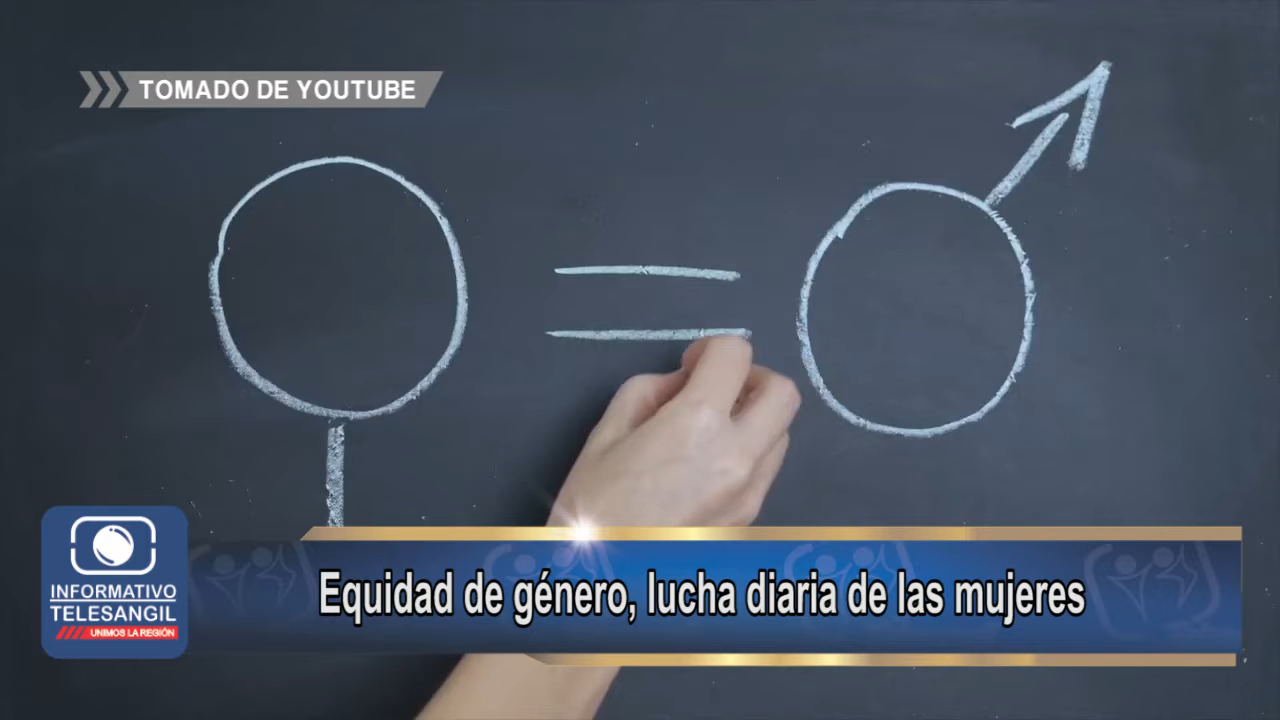 TOMADO DE YOUTUBE
Equidad de género, lucha diaria de las mujeres
INFORMATIVO
TELESANGIL
UNIMOS LA REGIÓN